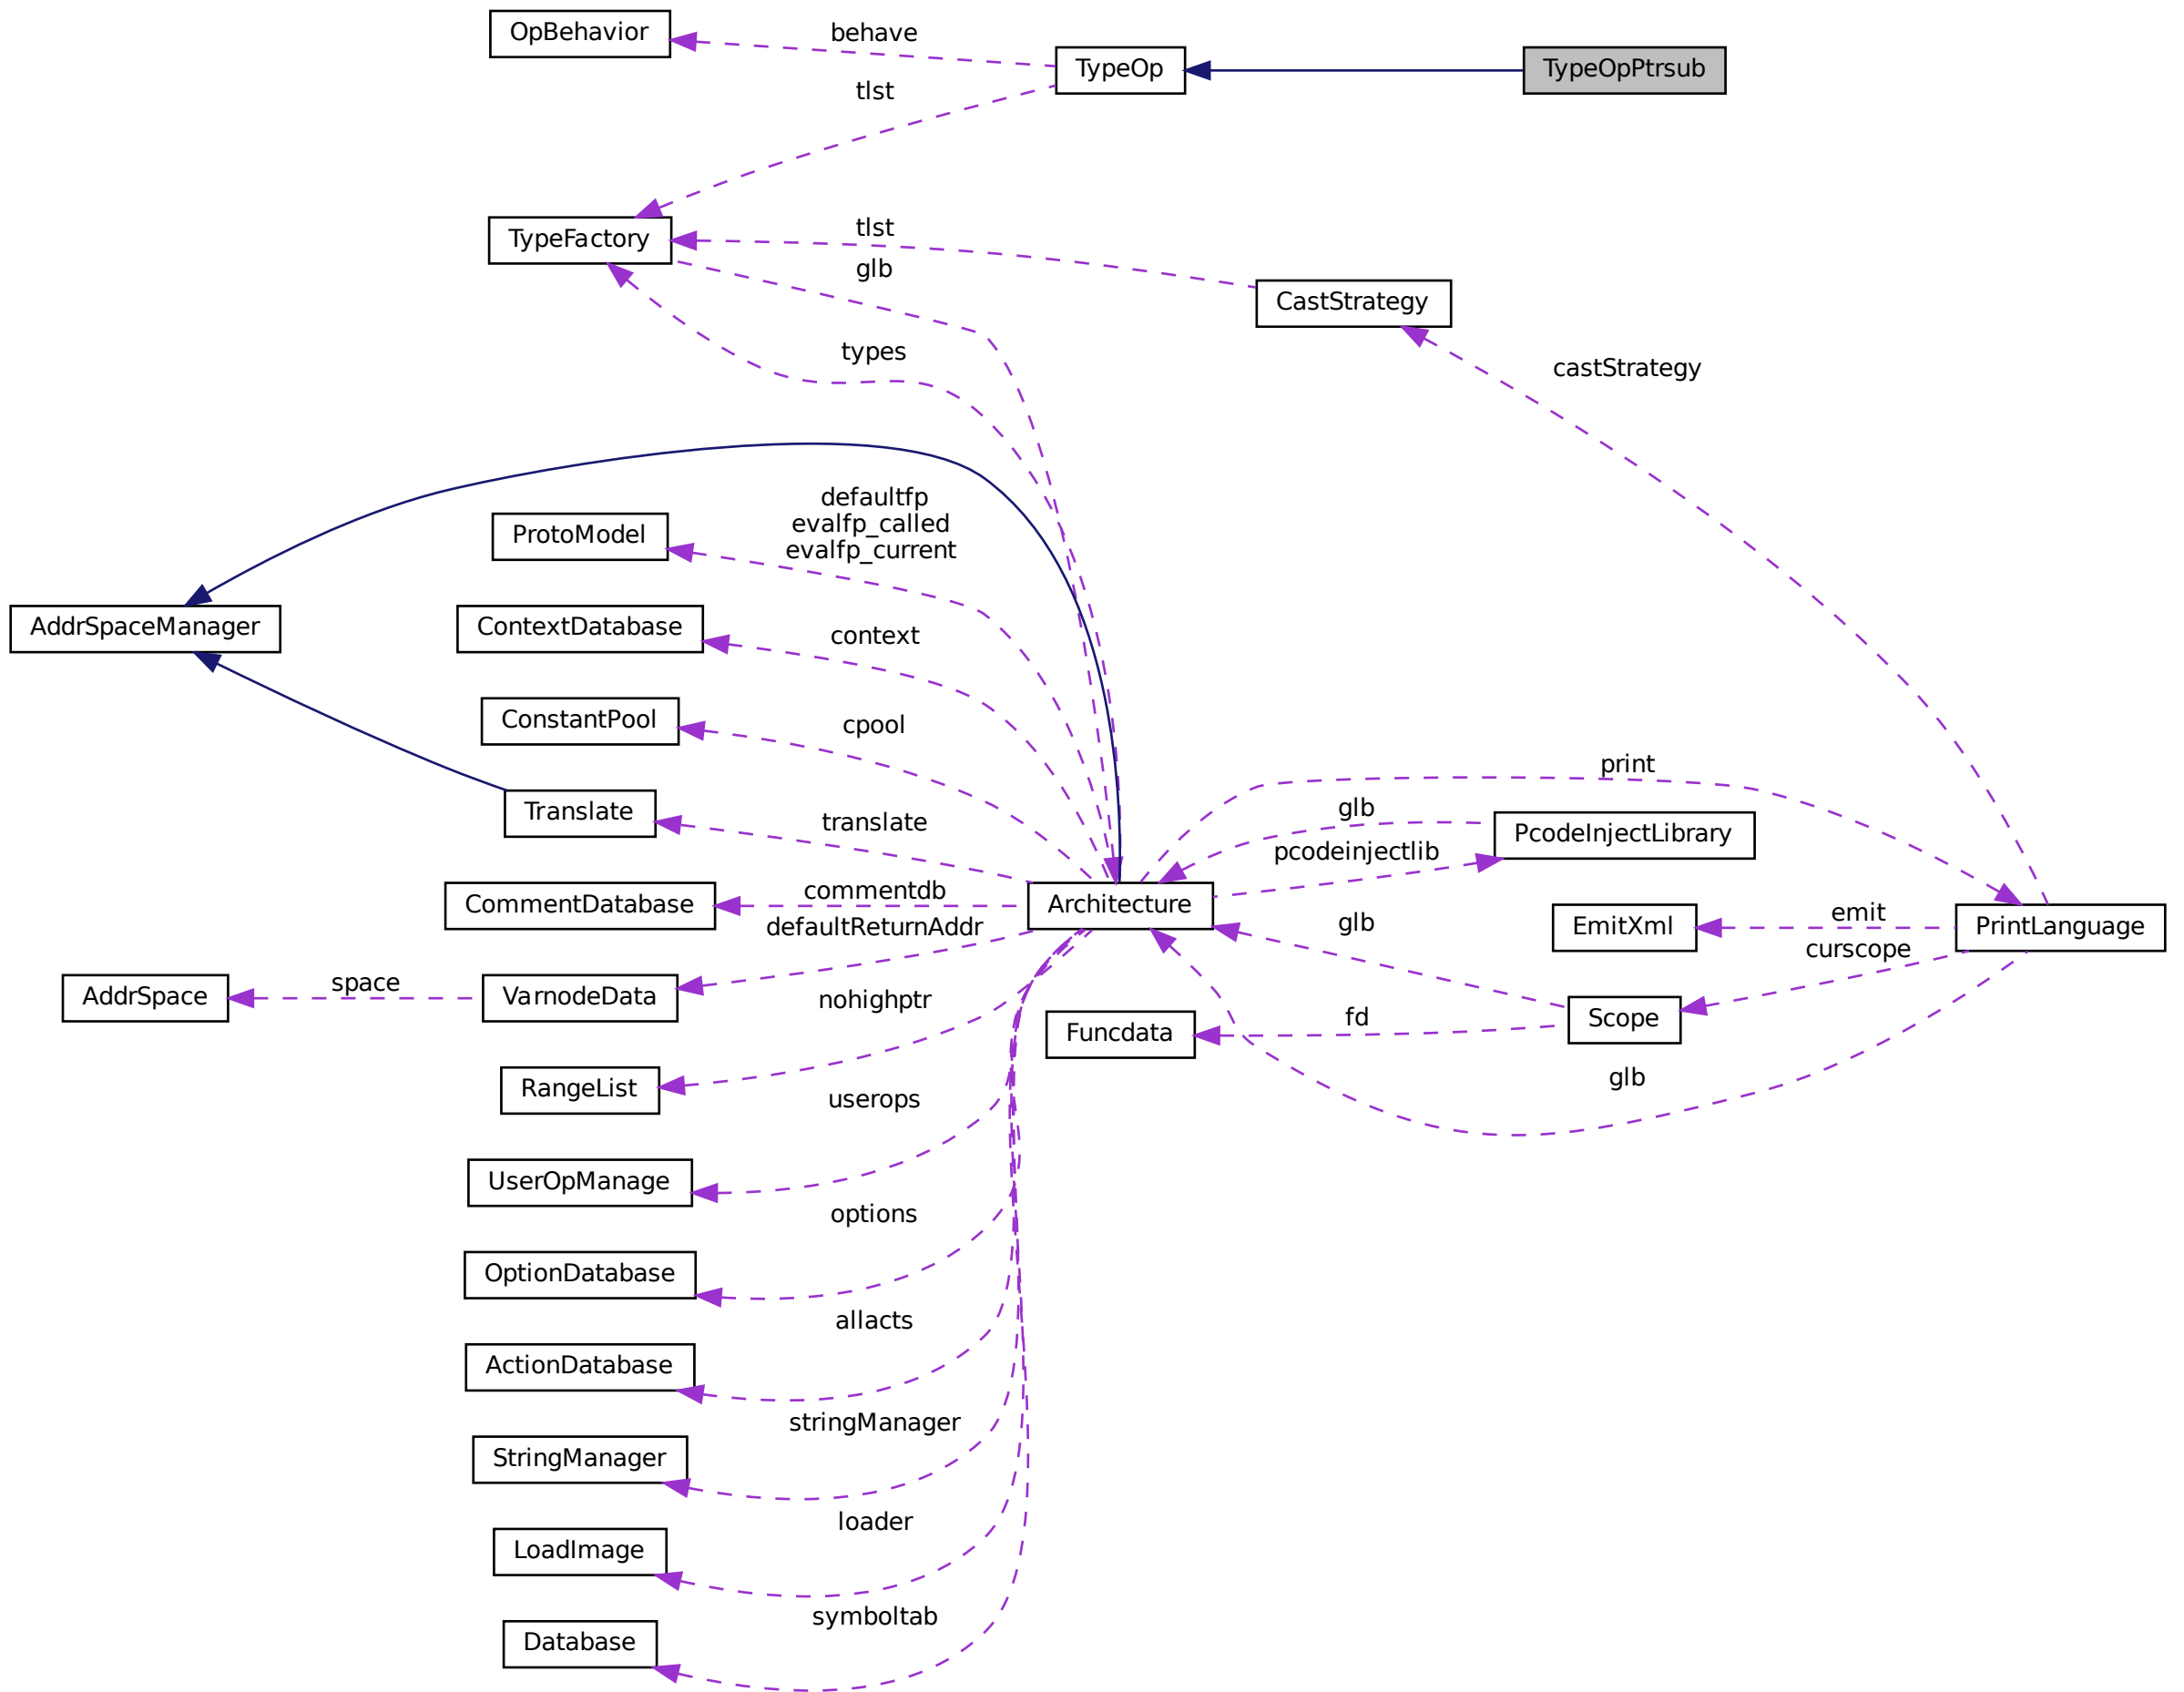 OpBehavior
behave
TypeOp
TypeOpPtrsub
tlst
TypeFactory
tlst
glb
CastStrategy
types
castStrategy
defaultfp
evalfp_called
evalfp_current
ProtoModel
AddrSpaceManager
ContextDatabase
context
ConstantPool
cpool
print
Translate
translate
glb
PcodeInjectLibrary
pcodeinjectlib
CommentDatabase
commentdb
Architecture
emit
EmitXml
PrintLanguage
defaultReturnAddr
glb
curscope
AddrSpace
space
VarnodeData
nohighptr
Scope
fd
Funcdata
RangeList
glb
userops
UserOpManage
options
OptionDatabase
allacts
ActionDatabase
stringManager
StringManager
loader
LoadImage
symboltab
Database